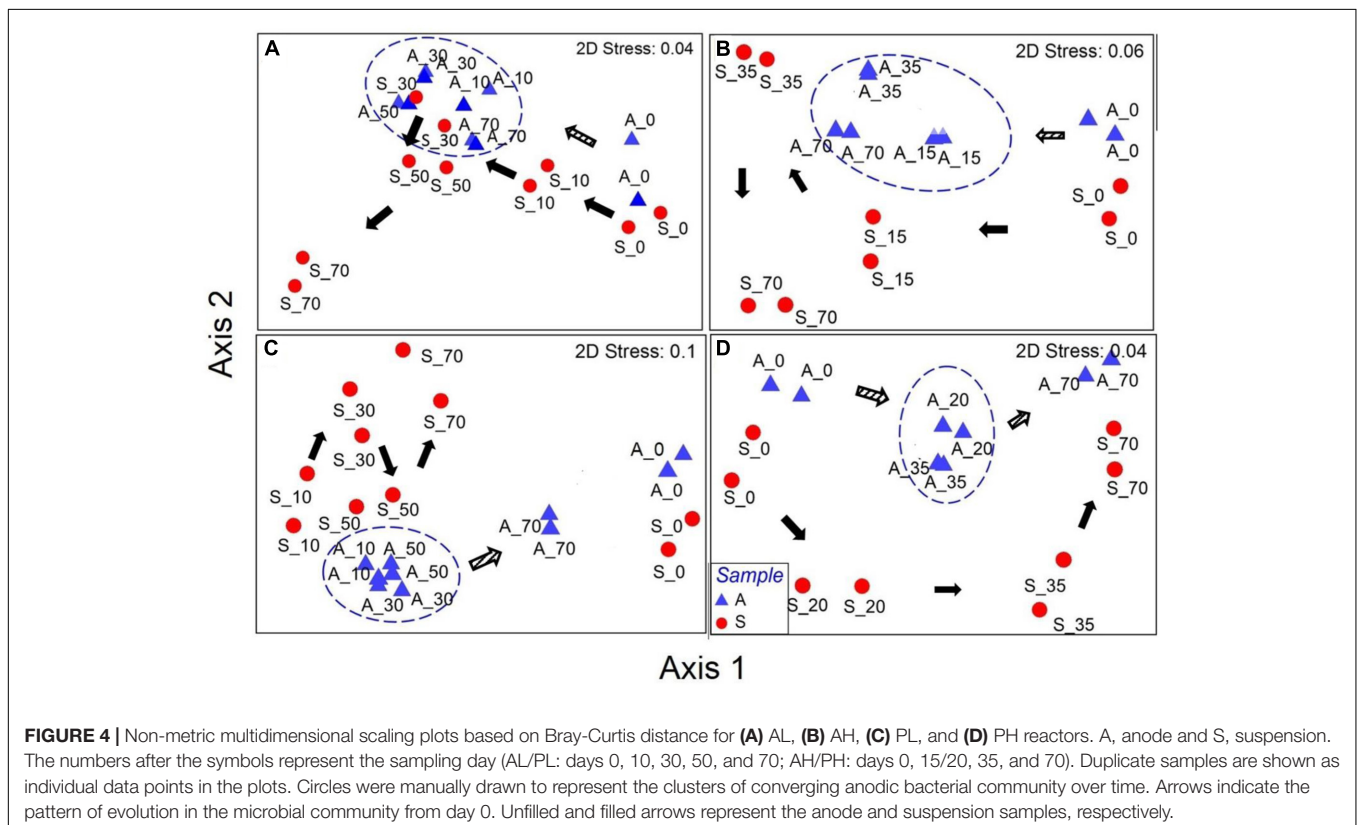 A
2D Stress: 0.04
A_30
A_30
S_30
A_10
A_10
A_50
A_70
S_30
A_70
A_0
S_50
S_50
S_10
S_10
A_0
S_0
S_0
S_70
S_70
B
2D Stress: 0.06
S_35
S_35
A_35
A_35
A_0
A_0
A_70
A_70
A_15
A_15
S_0
S_0
S_15
S_15
S_70
S_70
Axis 2
C
2D Stress: 0.1
S_70
S_30
S_70
S_30
A_0
A_0
S_10
S_50
S_50
S_10
A_70
A_70
S_0
S_0
A_10
A_50
A_10
A_50
A_30
A_30
D
2D Stress: 0.04
A_0
A_0
A_70
A_70
A_20
A_20
S_0
S_0
A_35
A_35
S_70
S_70
Sample
A
S
S_20
S_20
S_35
S_35
Axis 1
FIGURE 4 | Non-metric multidimensional scaling plots based on Bray-Curtis distance for (A) AL, (B) AH, (C) PL, and (D) PH reactors. A, anode and S, suspension.
The numbers after the symbols represent the sampling day (AL/PL: days 0, 10, 30, 50, and 70; AH/PH: days 0, 15/20, 35, and 70). Duplicate samples are shown as
individual data points in the plots. Circles were manually drawn to represent the clusters of converging anodic bacterial community over time. Arrows indicate the
pattern of evolution in the microbial community from day 0. Unfilled and filled arrows represent the anode and suspension samples, respectively.